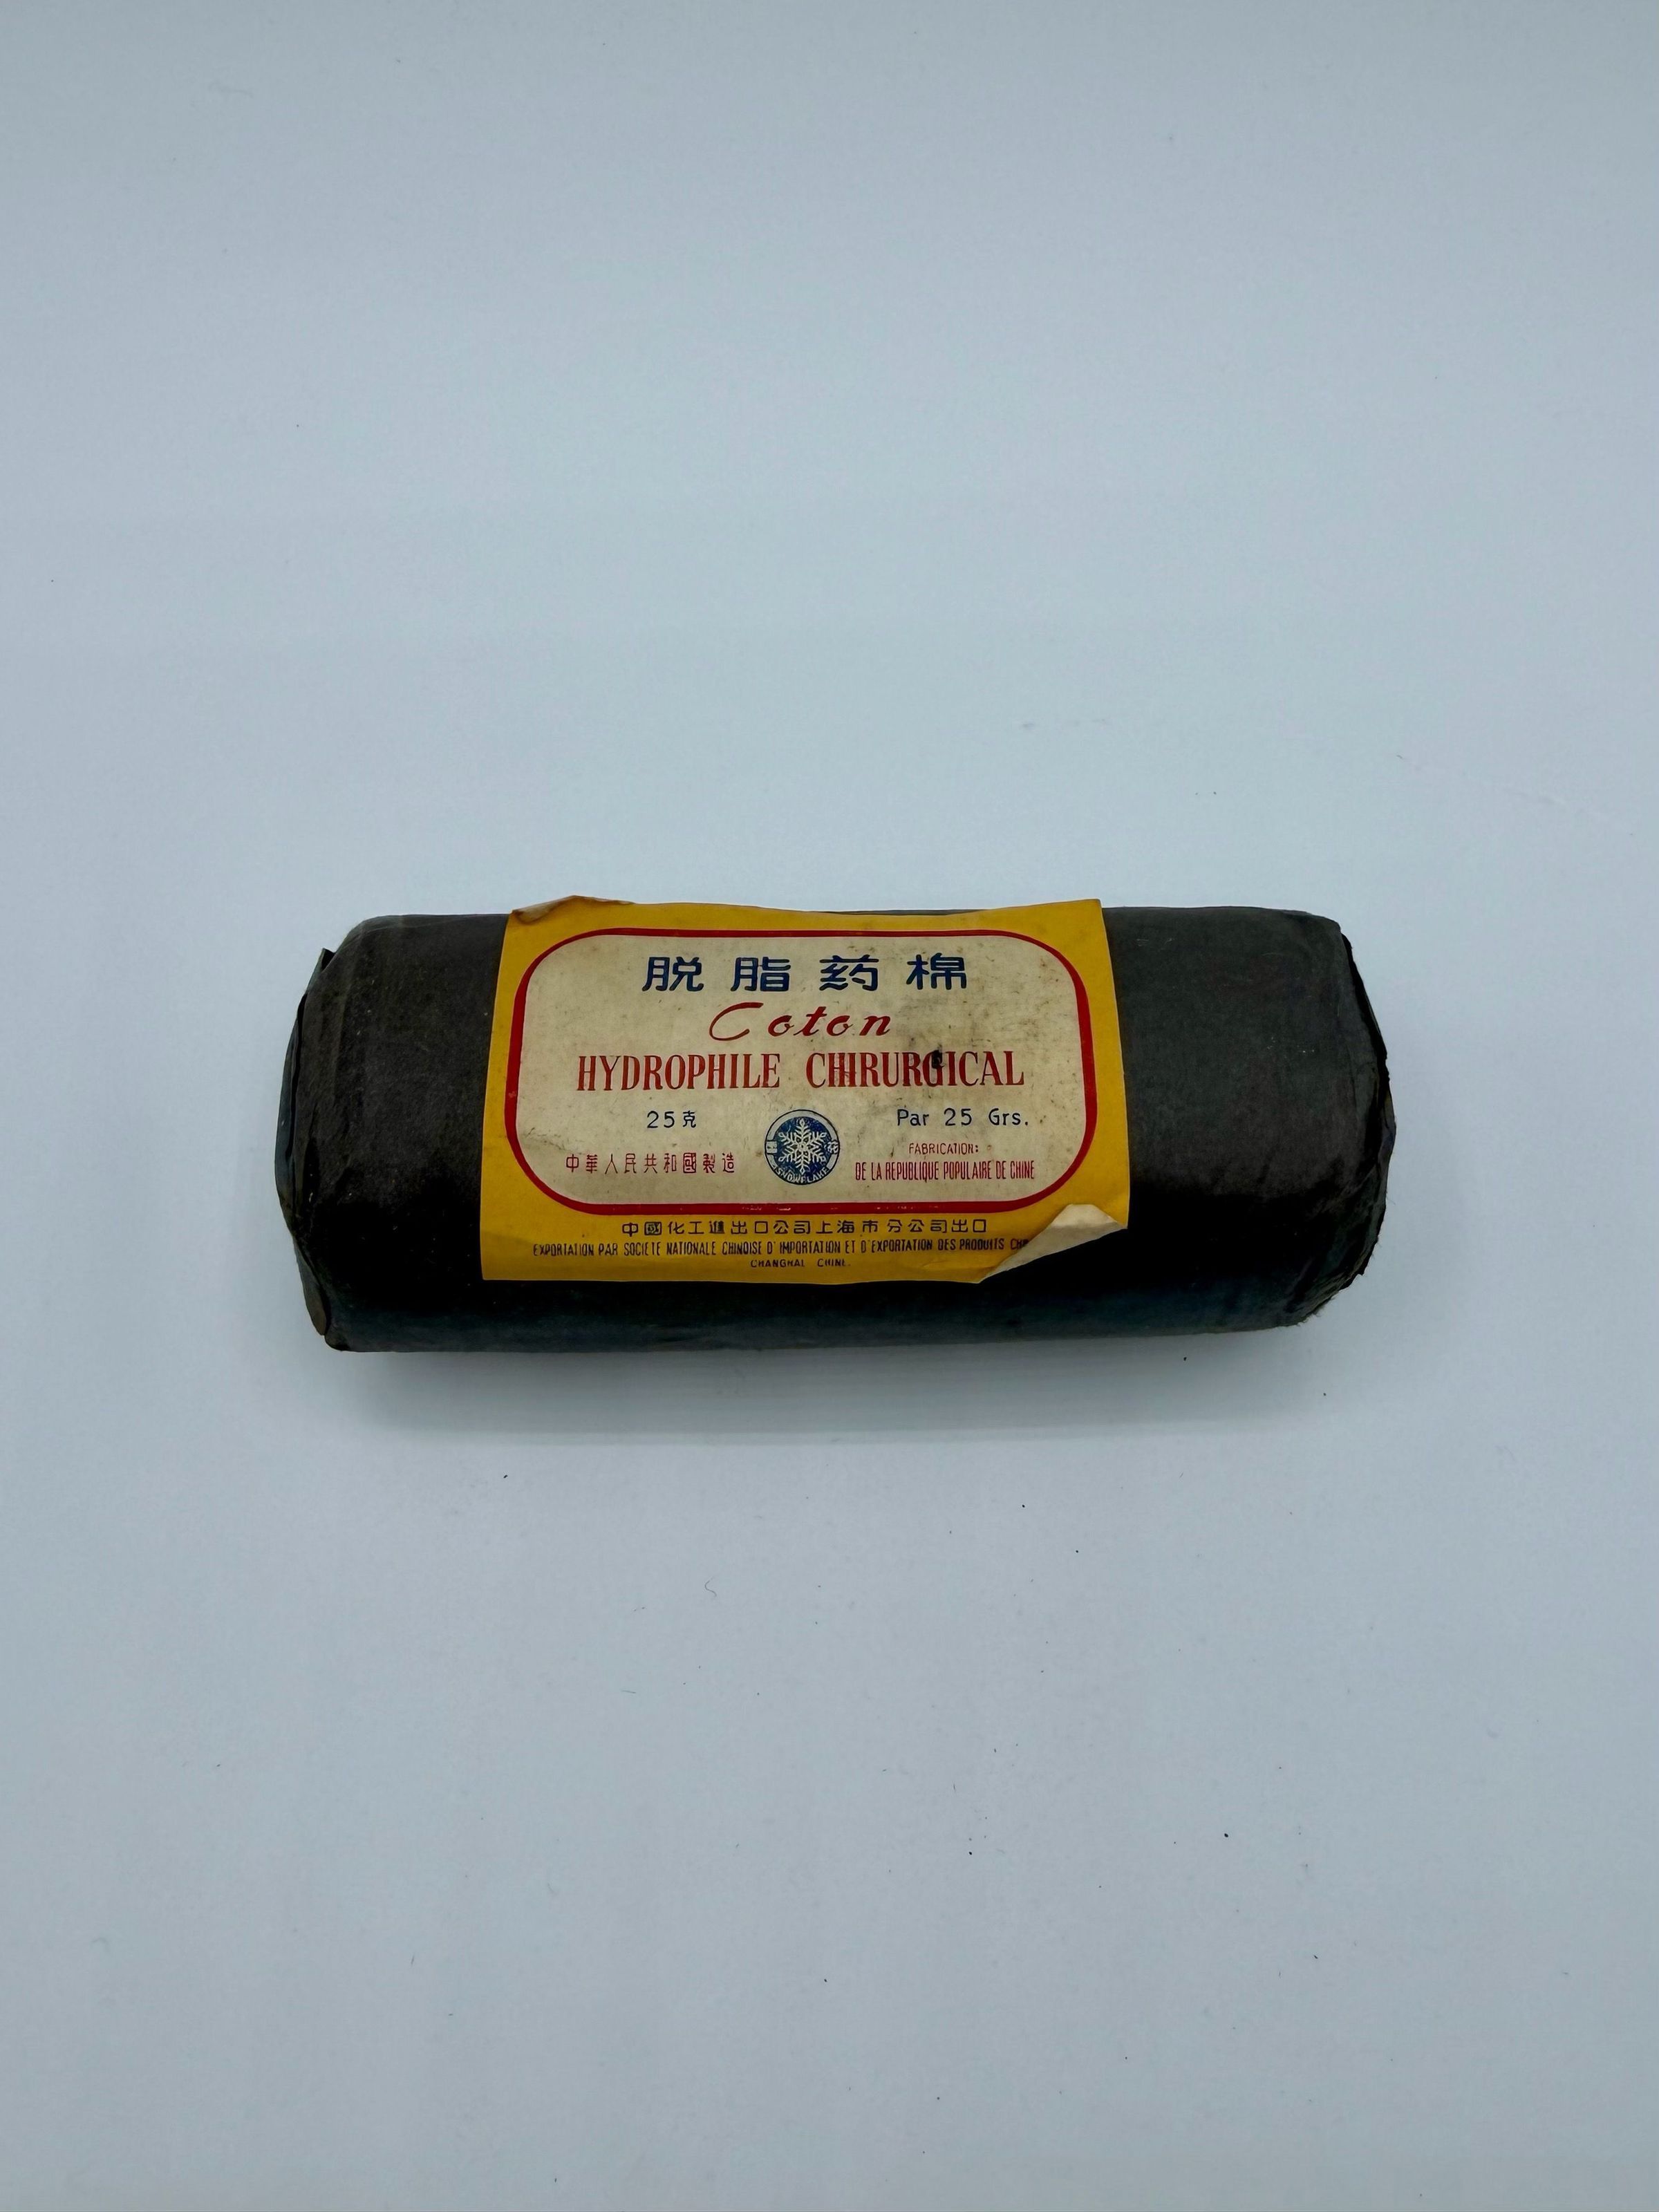 脱脂药棉
Coton
HYDROPHILE CHIRURGICAL
25克
Par 25 Grs.
SNOWFLAKE
中華人民共和國製造
FABRICATION:
DE LA REPUBLIQUE POPULAIRE DE CHINE
中國化工進出口公司上海市分公司出口
EXPORTATION PAR SOCIETE NATIONALE CHINOISE D'IMPORTATION ET D'EXPORTATION DES PRODUITS
CHANGHAI CHINE.